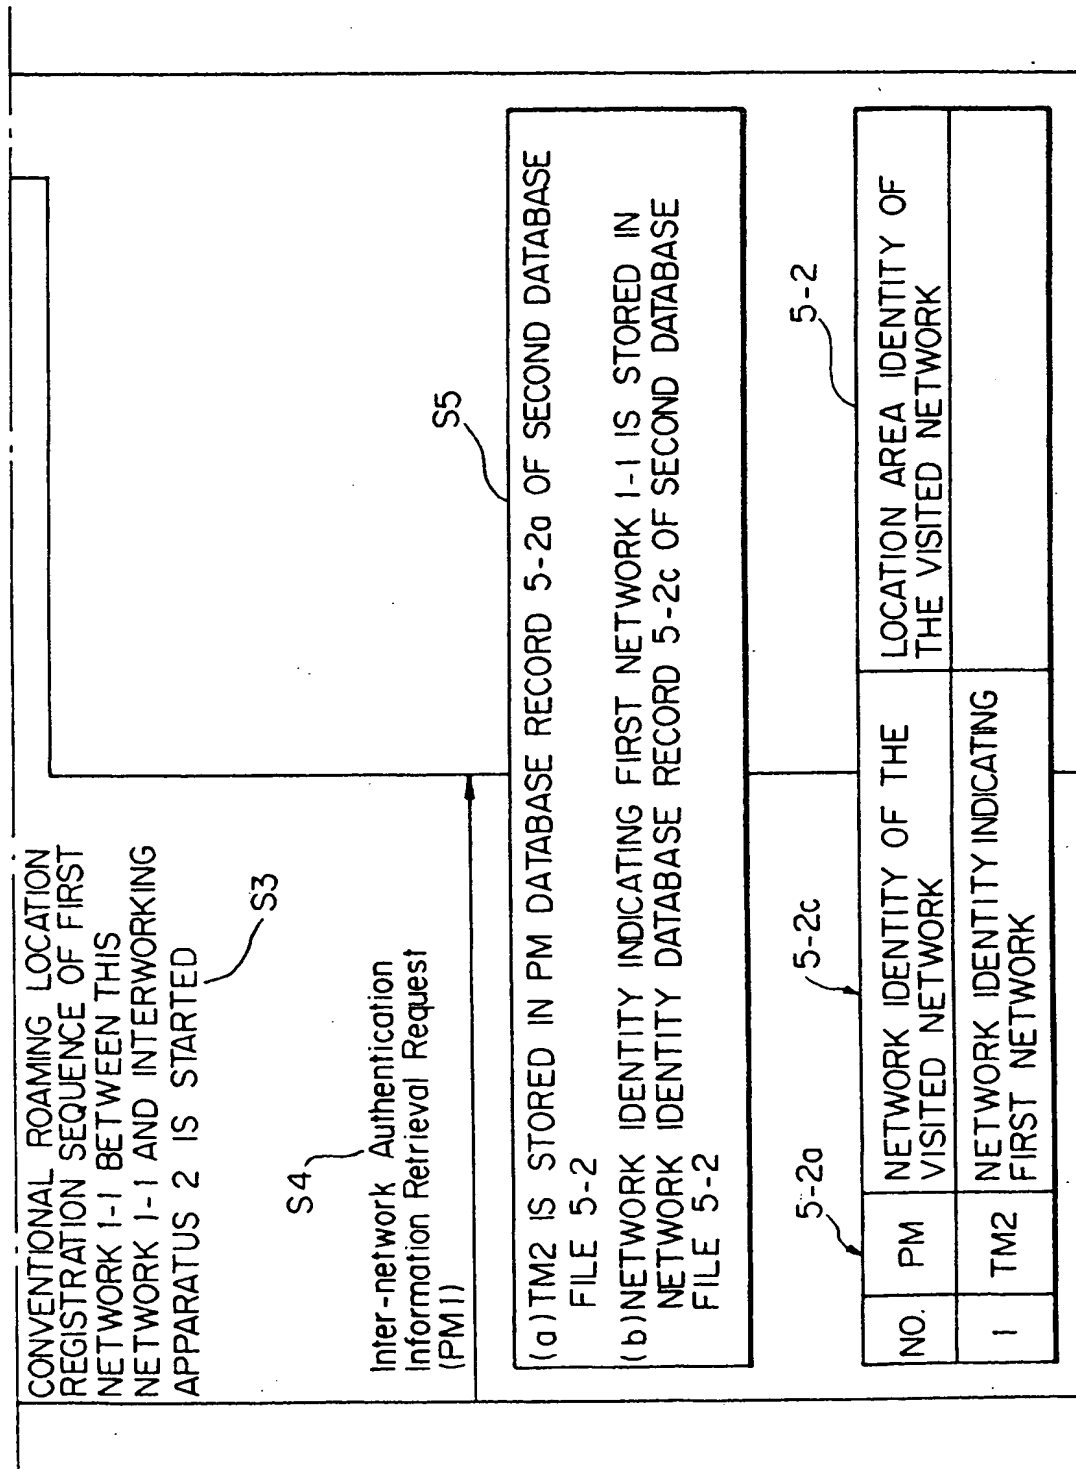 CONVENTIONAL ROAMING LOCATION
REGISTRATION SEQUENCE OF FIRST
NETWORK 1-1 BETWEEN THIS
NETWORK 1-1 AND INTERWORKING
APPARATUS 2 IS STARTED
S3
S4
Inter-network Authentication
Information Retrieval Request
(PM1)
S5
(a) TM2 IS STORED IN PM DATABASE RECORD 5-2a OF SECOND DATABASE
FILE 5-2
(b) NETWORK IDENTITY INDICATING FIRST NETWORK 1-1 IS STORED IN
NETWORK IDENTITY DATABASE RECORD 5-2c OF SECOND DATABASE
FILE 5-2
5-2a
5-2c
5-2
NO. PM NETWORK IDENTITY OF THE LOCATION AREA IDENTITY OF
VISITED NETWORK THE VISITED NETWORK
1 TM2 NETWORK IDENTITY INDICATING
FIRST NETWORK